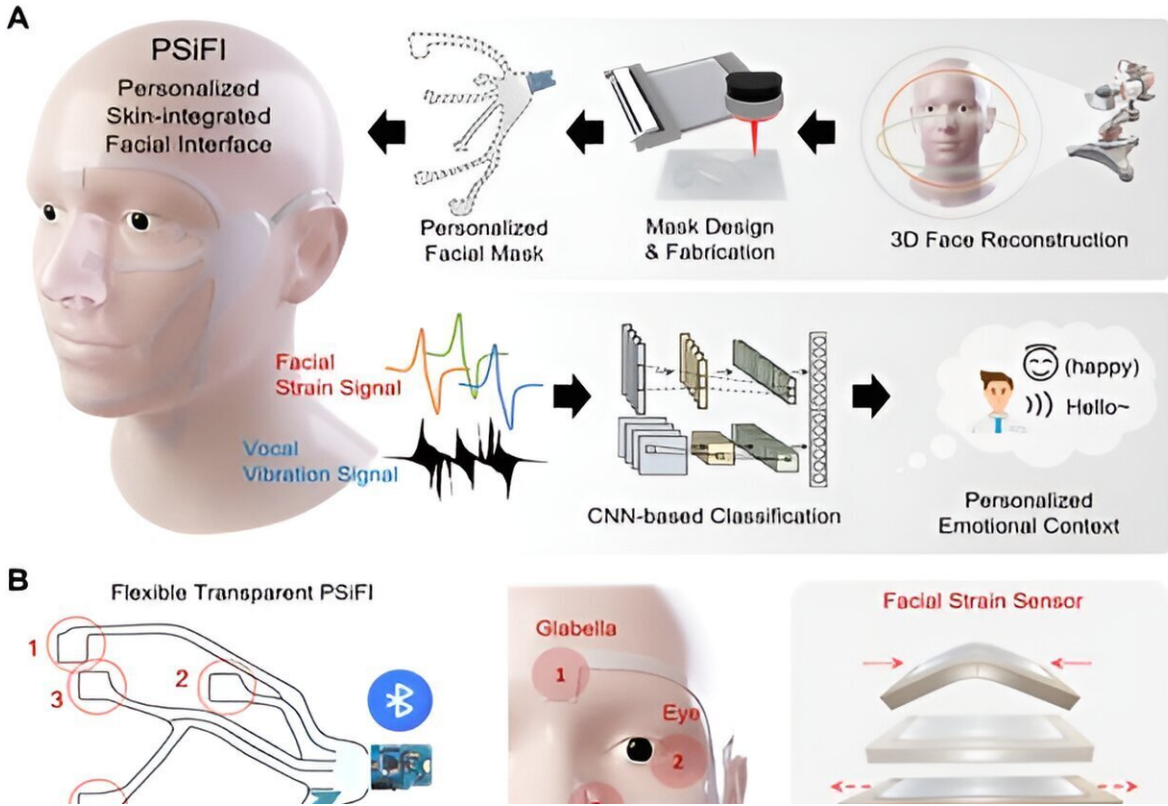 A
PSiFI
Personalized
Skin-integrated
Facial Interface
Personalized
Facial Mask
Mask Design
& Fabrication
3D Face Reconstruction
Facial
Strain Signal
Vocal
Vibration Signal
CNN-based Classification
(happy)
Hello~
Personalized
Emotional Context
B
Flexible Transparent PSiFI
1
2
3
Glabella
1
Eye
2
Facial Strain Sensor